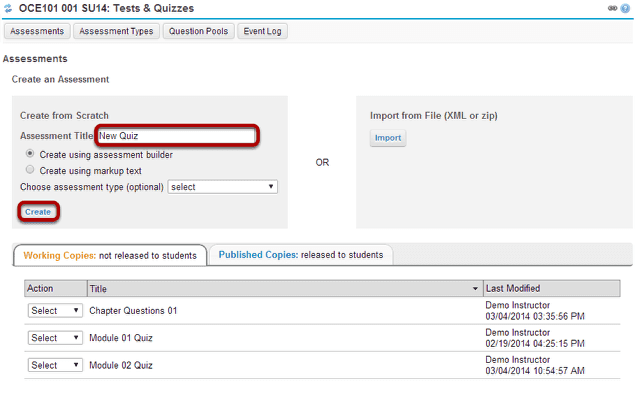 OCE101 001 SU14: Tests & Quizzes
Assessments Assessment Types Question Pools Event Log
Assessments
Create an Assessment
Create from Scratch
Assessment Title New Quiz
Create using assessment builder
Create using markup text
Choose assessment type (optional) select
Create
OR
Import from File (XML or zip)
Import
Working Copies: not released to students
Published Copies: released to students
Action Title Last Modified
Select Chapter Questions 01 Demo Instructor
03/04/2014 03:35:56 PM
Select Module 01 Quiz Demo Instructor
02/19/2014 04:25:15 PM
Select Module 02 Quiz Demo Instructor
03/04/2014 10:54:57 AM